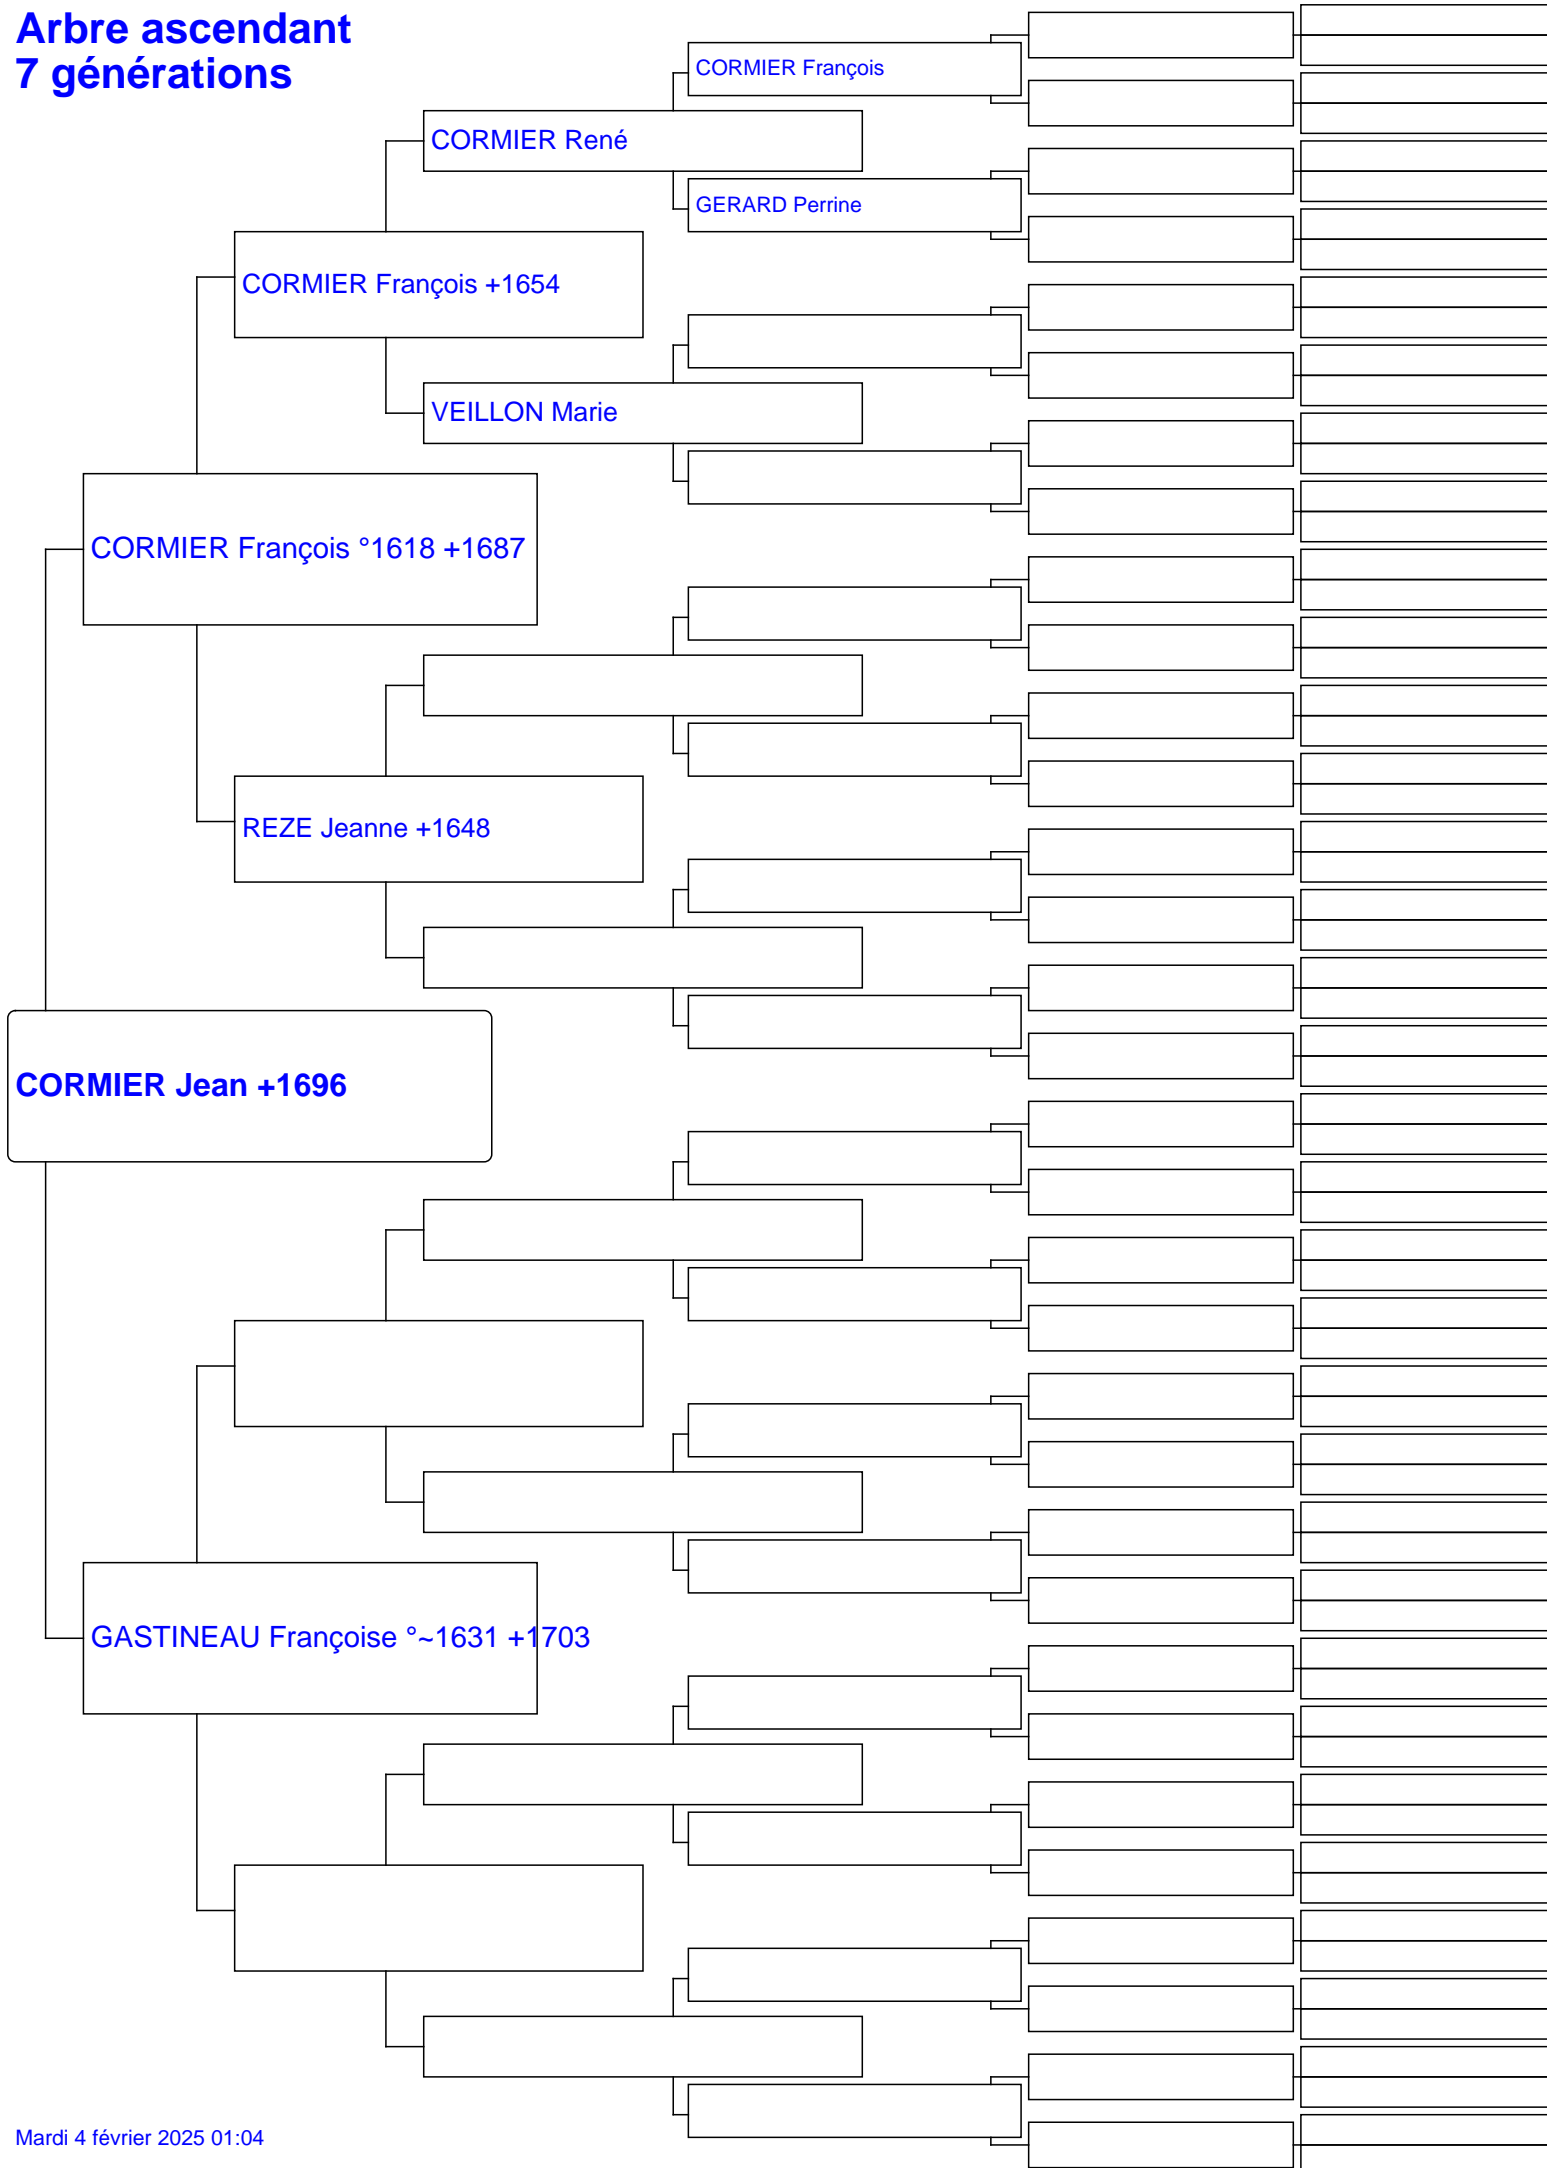 Arbre ascendant
7 générations
CORMIER François
CORMIER René
GERARD Perrine
CORMIER François +1654
VEILLON Marie
CORMIER François °1618 +1687
REZE Jeanne +1648
CORMIER Jean +1696
GASTINEAU Françoise °~1631 +1703
Mardi 4 février 2025 01:04